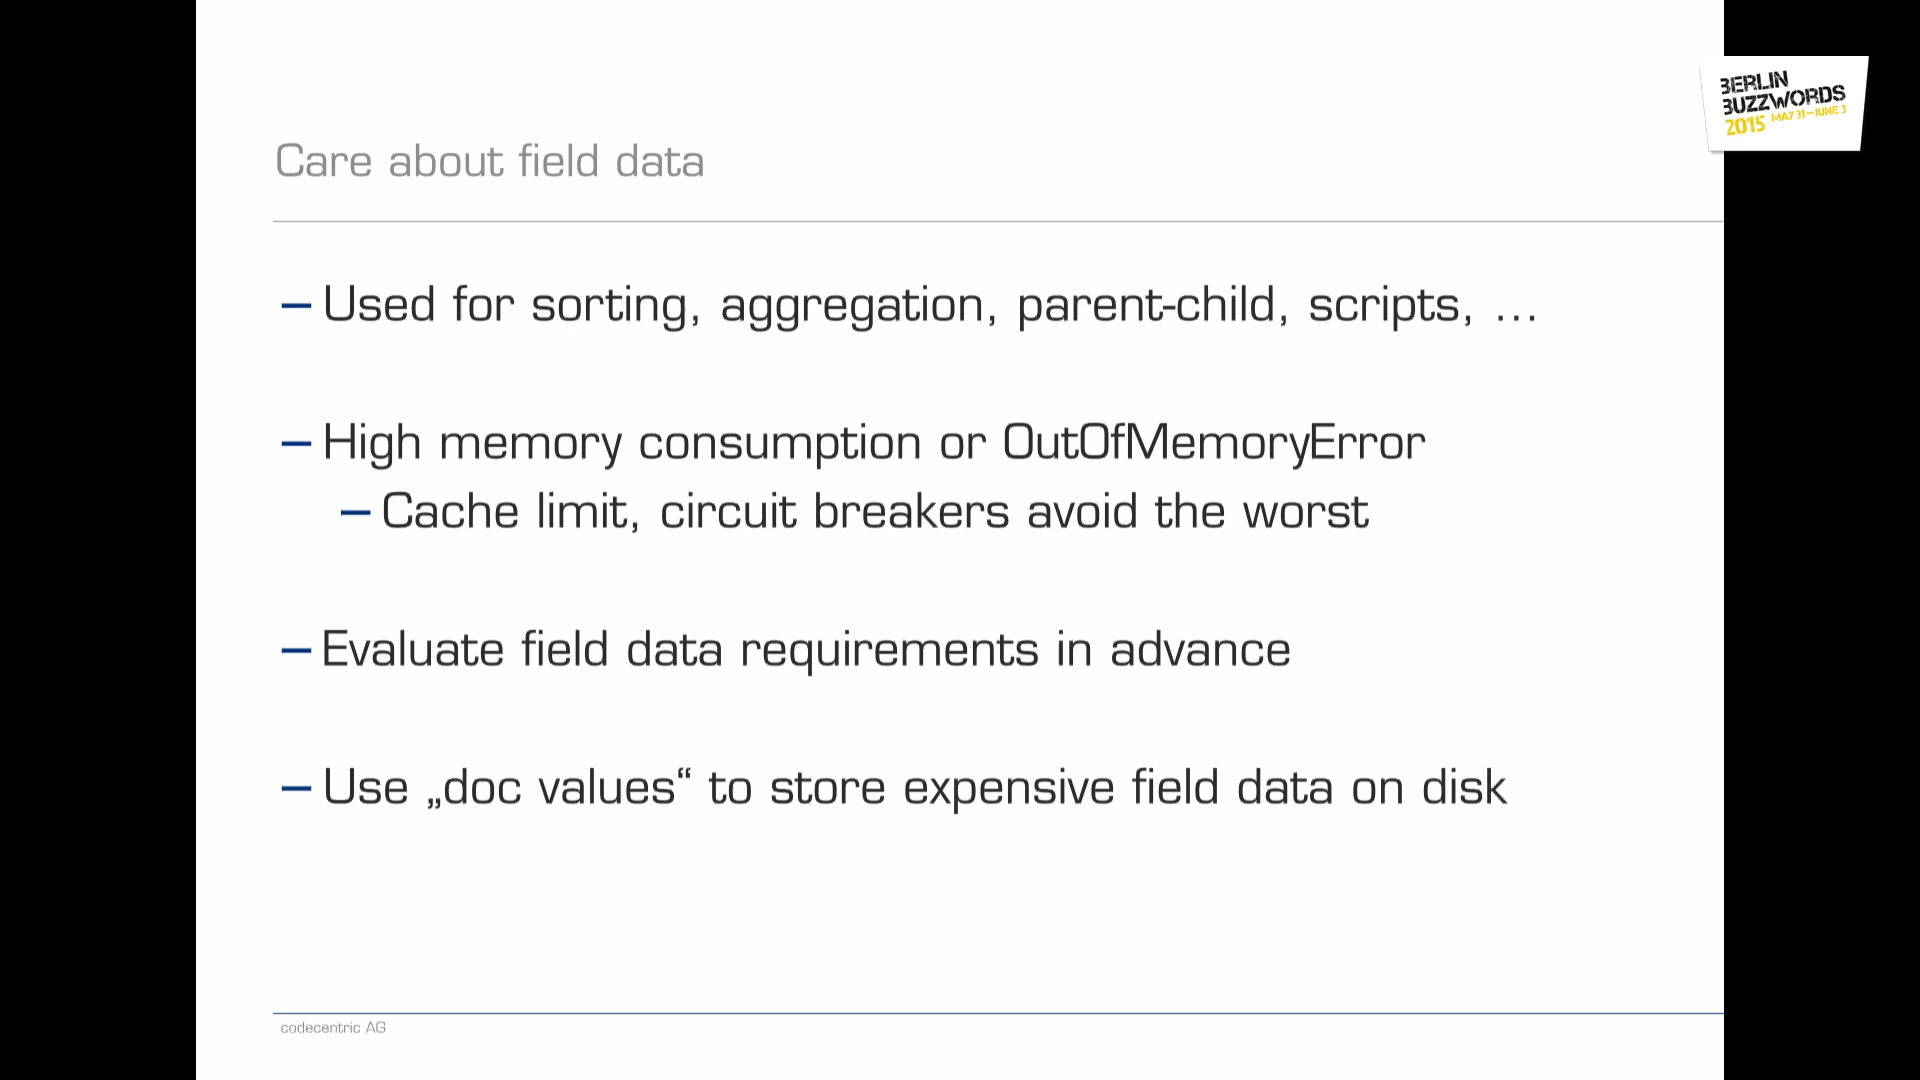 BERLIN
BUZZWORDS
2015 MAY 31–JUNE 3
Care about field data
– Used for sorting, aggregation, parent-child, scripts, ...
– High memory consumption or OutOfMemoryError
– Cache limit, circuit breakers avoid the worst
– Evaluate field data requirements in advance
– Use „doc values“ to store expensive field data on disk
codecentric AG